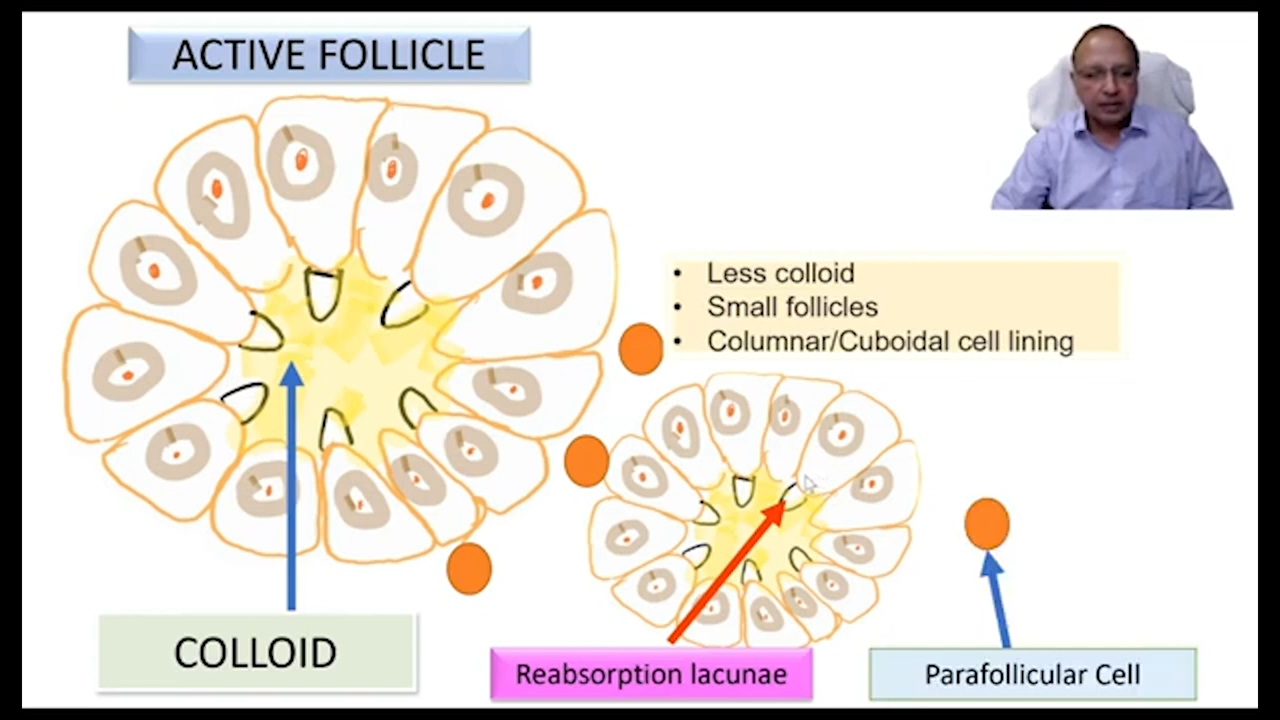 ACTIVE FOLLICLE
• Less colloid
• Small follicles
• Columnar/Cuboidal cell lining
COLLOID
Reabsorption lacunae
Parafollicular Cell